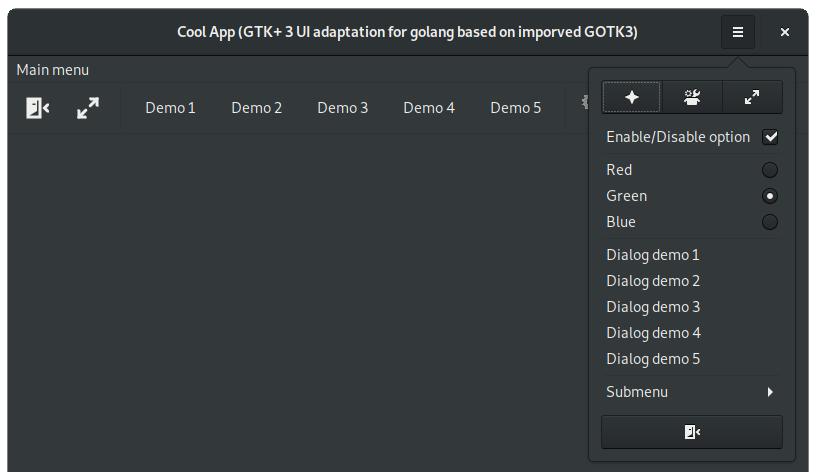 Cool App (GTK+ 3 UI adaptation for golang based on imporved GOTK3)
Main menu
Demo 1 Demo 2 Demo 3 Demo 4 Demo 5
Enable/Disable option
Red
Green
Blue
Dialog demo 1
Dialog demo 2
Dialog demo 3
Dialog demo 4
Dialog demo 5
Submenu